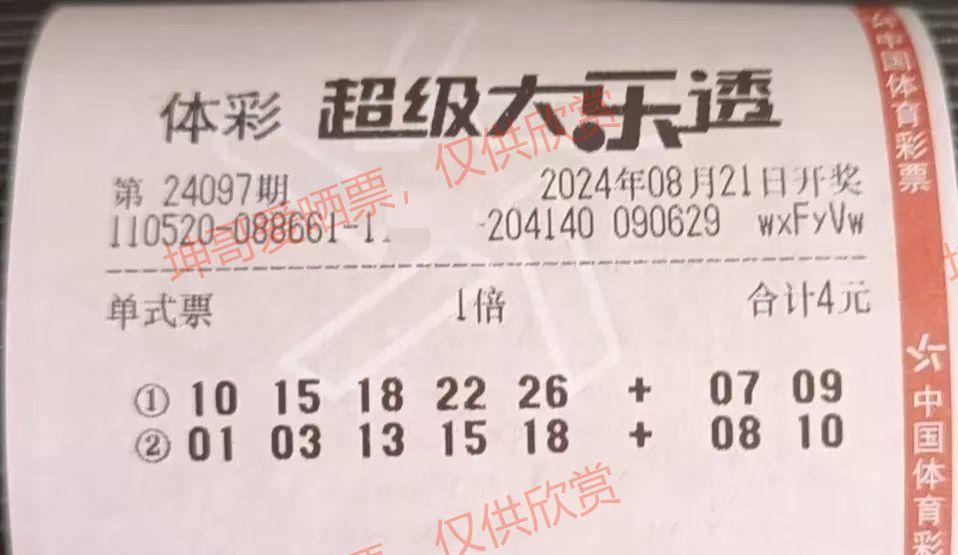 体彩 超级大乐透
第 24097期 2024年08月21日开奖
110520-088661-1 -204140 090629 wxFyVw
单式票 1倍 合计4元
① 10 15 18 22 26 + 07 09
② 01 03 13 15 18 + 08 10
中国体育彩票
中国体育彩
坤哥爱晒票，仅供欣赏
仅供欣赏